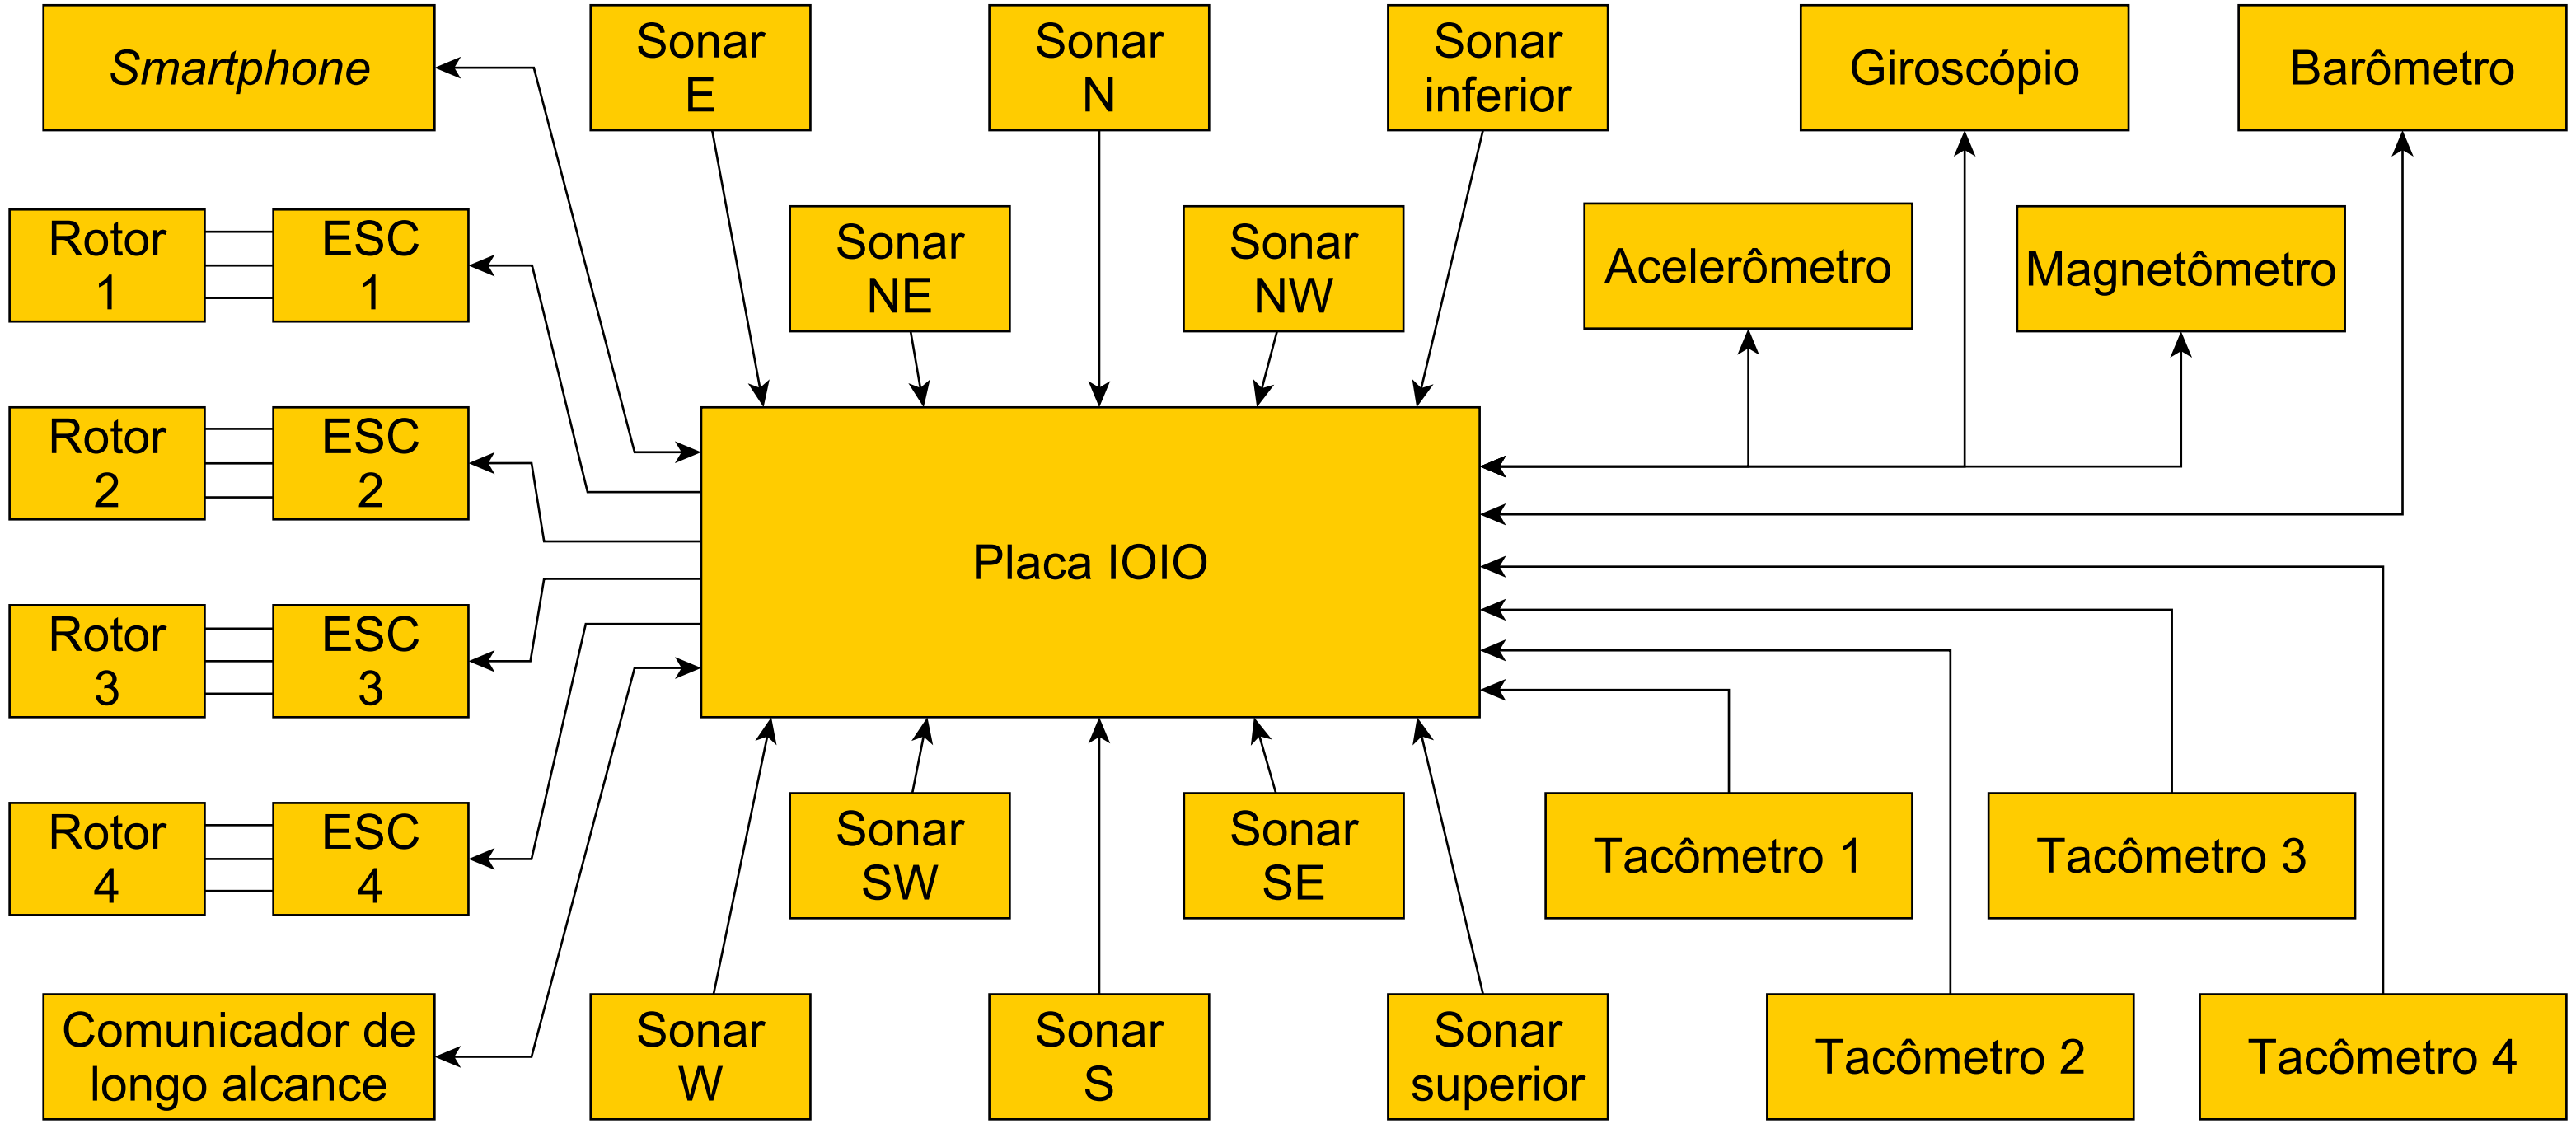 Smartphone
Sonar
E
Sonar
N
Sonar
inferior
Giroscópio
Barômetro
Rotor
1
ESC
1
Sonar
NE
Sonar
NW
Acelerômetro
Magnetômetro
Rotor
2
ESC
2
Placa IOIO
Rotor
3
ESC
3
Rotor
4
ESC
4
Sonar
SW
Sonar
SE
Tacômetro 1
Tacômetro 3
Comunicador de
longo alcance
Sonar
W
Sonar
S
Sonar
superior
Tacômetro 2
Tacômetro 4